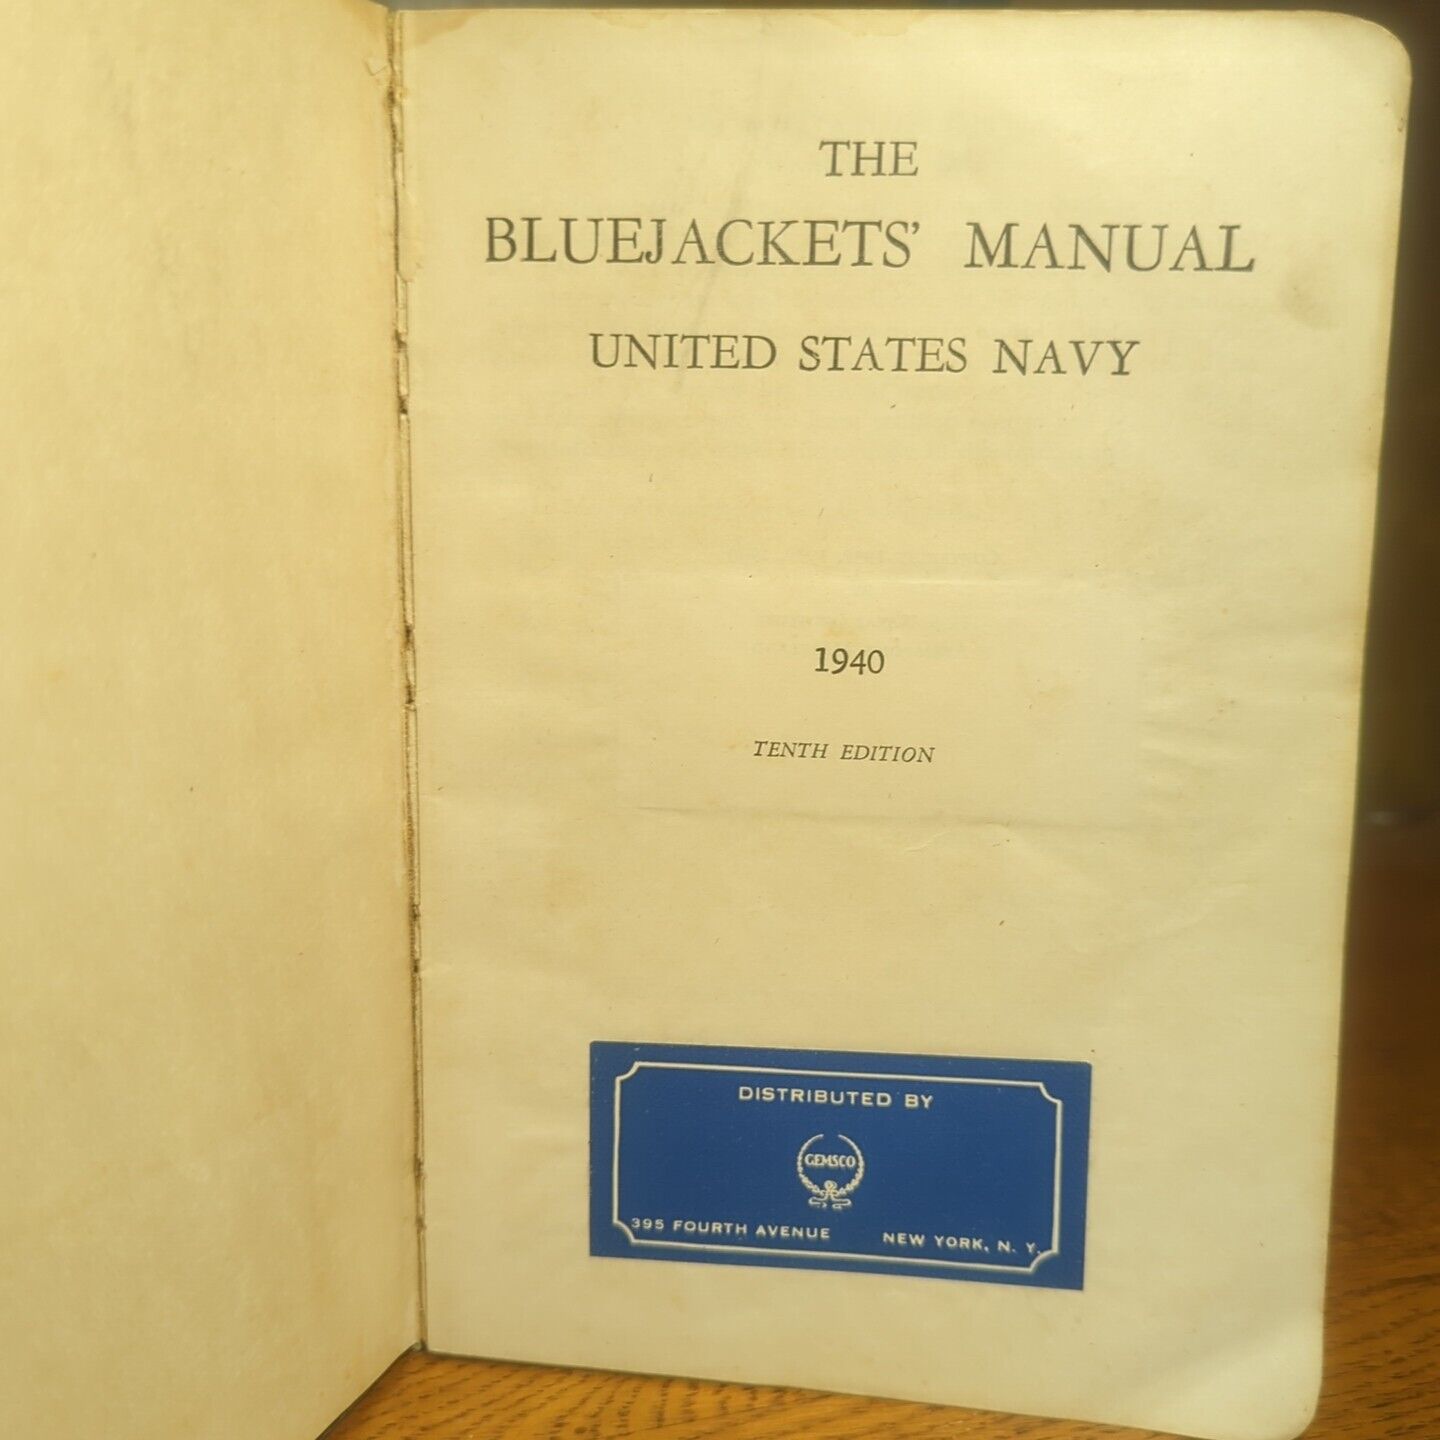 THE
BLUEJACKETS' MANUAL
UNITED STATES NAVY
1940
TENTH EDITION
DISTRIBUTED BY
GEMSCO
395 FOURTH AVENUE NEW YORK, N. Y.